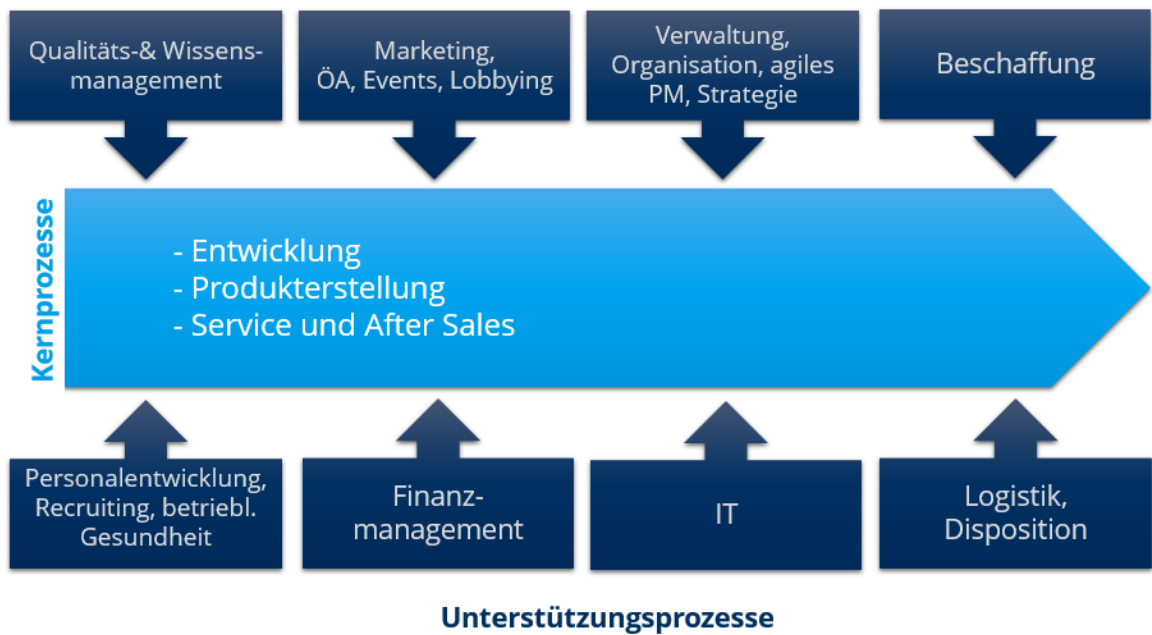 Qualitäts-& Wissens-
management
Marketing,
ÖA, Events, Lobbying
Verwaltung,
Organisation, agiles
PM, Strategie
Beschaffung
Kernprozesse
- Entwicklung
- Produkterstellung
- Service und After Sales
Personalentwicklung,
Recruiting, betriebl.
Gesundheit
Finanz-
management
IT
Logistik,
Disposition
Unterstützungsprozesse